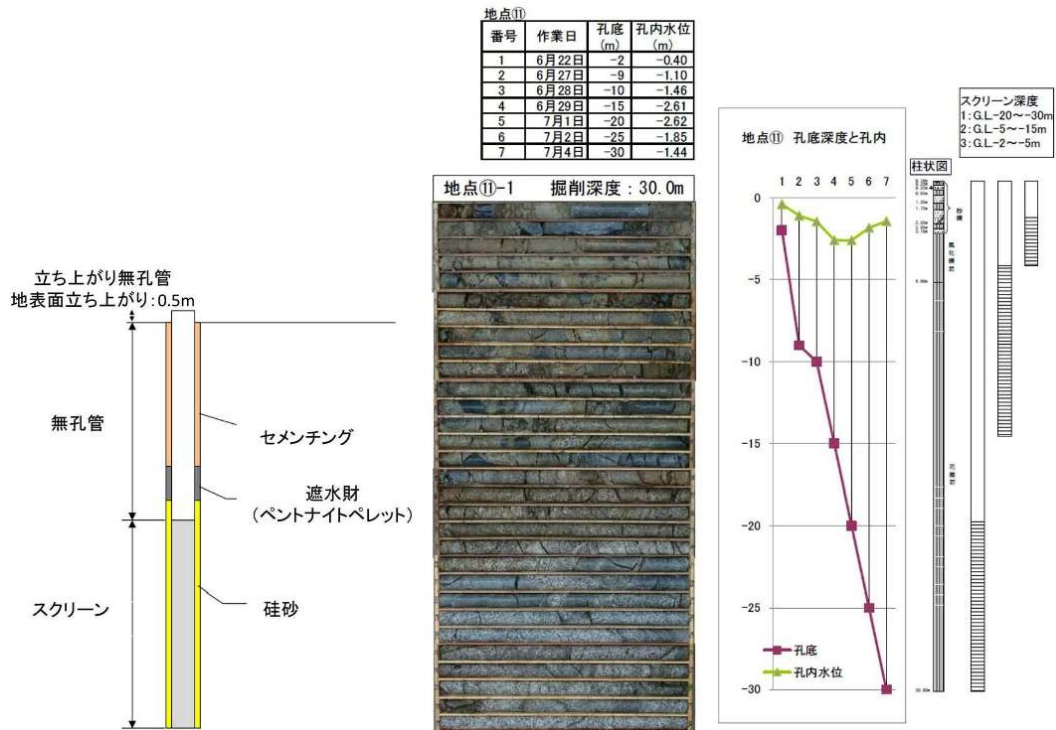 地点⑪
番号 作業日 孔底(m) 孔内水位(m)
1 6月22日 -2 -0.40
2 6月27日 -9 -1.10
3 6月28日 -10 -1.46
4 6月29日 -15 -2.61
5 7月1日 -20 -2.62
6 7月2日 -25 -1.85
7 7月4日 -30 -1.44
地点⑪-1 掘削深度：30.0m
立ち上がり無孔管
地表面立ち上がり：0.5m
無孔管
セメンチング
遮水財
（ペントナイトペレット）
スクリーン
硅砂
地点⑪ 孔底深度と孔内
1 2 3 4 5 6 7
0
-5
-10
-15
-20
-25
-30
孔底
孔内水位
スクリーン深度
1：G.L-20～-30m
2：G.L-5～-15m
3：G.L-2～-5m
柱状図